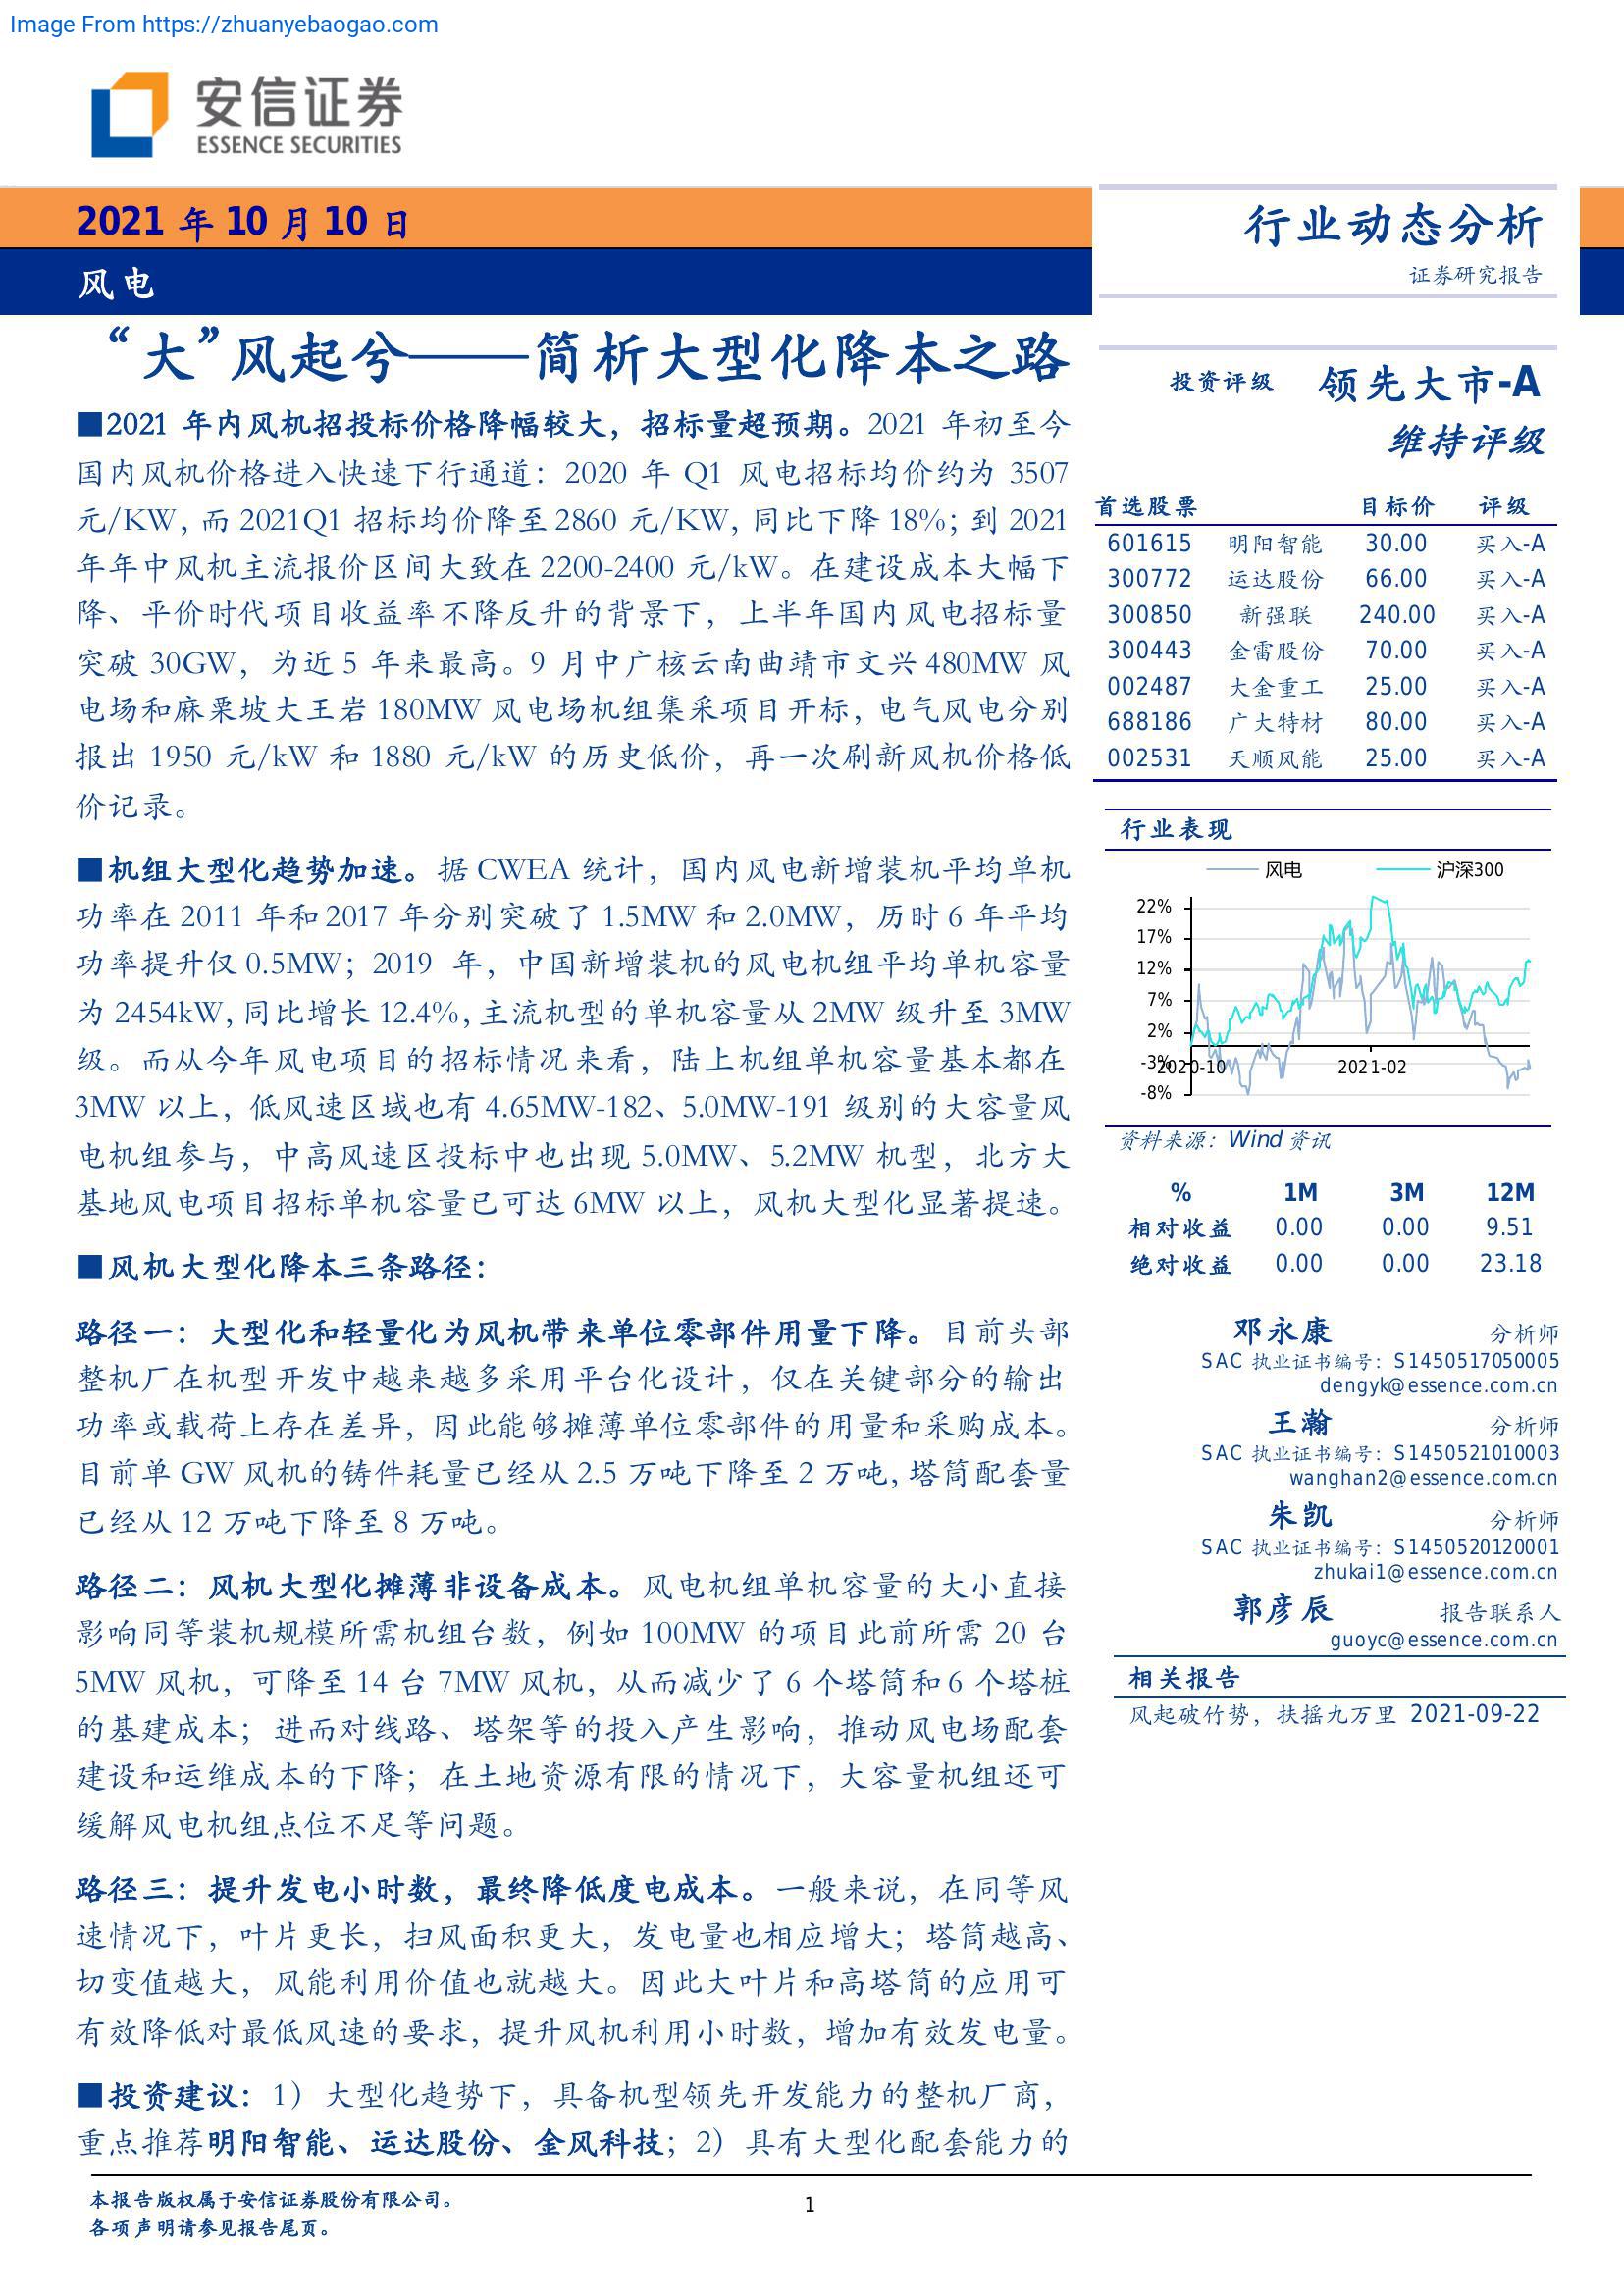 Image From https://zhuanyebaogao.com
安信证券
ESSENCE SECURITIES
2021 年 10 月 10 日
风电
行业动态分析
证券研究报告
“大”风起兮——简析大型化降本之路
■2021 年内风机招投标价格降幅较大，招标量超预期。2021 年初至今
国内风机价格进入快速下行通道：2020 年 Q1 风电招标均价约为 3507
元/KW，而 2021Q1 招标均价降至 2860 元/KW，同比下降 18%；到 2021
年年中风机主流报价区间大致在 2200-2400 元/kW。在建设成本大幅下
降、平价时代项目收益率不降反升的背景下，上半年国内风电招标量
突破 30GW，为近 5 年来最高。9 月中广核云南曲靖市文兴 480MW 风
电场和麻栗坡大王岩 180MW 风电场机组集采项目开标，电气风电分别
报出 1950 元/kW 和 1880 元/kW 的历史低价，再一次刷新风机价格低
价记录。
■机组大型化趋势加速。据 CWEA 统计，国内风电新增装机平均单机
功率在 2011 年和 2017 年分别突破了 1.5MW 和 2.0MW，历时 6 年平均
功率提升仅 0.5MW；2019 年，中国新增装机的风电机组平均单机容量
为 2454kW，同比增长 12.4%，主流机型的单机容量从 2MW 级升至 3MW
级。而从今年风电项目的招标情况来看，陆上机组单机容量基本都在
3MW 以上，低风速区域也有 4.65MW-182、5.0MW-191 级别的大容量风
电机组参与，中高风速区投标中也出现 5.0MW、5.2MW 机型，北方大
基地风电项目招标单机容量已可达 6MW 以上，风机大型化显著提速。
■风机大型化降本三条路径：
路径一：大型化和轻量化为风机带来单位零部件用量下降。目前头部
整机厂在机型开发中越来越多采用平台化设计，仅在关键部分的输出
功率或载荷上存在差异，因此能够摊薄单位零部件的用量和采购成本。
目前单 GW 风机的铸件耗量已经从 2.5 万吨下降至 2 万吨，塔筒配套量
已经从 12 万吨下降至 8 万吨。
路径二：风机大型化摊薄非设备成本。风电机组单机容量的大小直接
影响同等装机规模所需机组台数，例如 100MW 的项目此前所需 20 台
5MW 风机，可降至 14 台 7MW 风机，从而减少了 6 个塔筒和 6 个塔桩
的基建成本；进而对线路、塔架等的投入产生影响，推动风电场配套
建设和运维成本的下降；在土地资源有限的情况下，大容量机组还可
缓解风电机组点位不足等问题。
路径三：提升发电小时数，最终降低度电成本。一般来说，在同等风
速情况下，叶片更长，扫风面积更大，发电量也相应增大；塔筒越高、
切变值越大，风能利用价值也就越大。因此大叶片和高塔筒的应用可
有效降低对最低风速的要求，提升风机利用小时数，增加有效发电量。
■投资建议：1）大型化趋势下，具备机型领先开发能力的整机厂商，
重点推荐明阳智能、运达股份、金风科技；2）具有大型化配套能力的
投资评级 领先大市-A
维持评级
首选股票 目标价 评级
601615 明阳智能 30.00 买入-A
300772 运达股份 66.00 买入-A
300850 新强联 240.00 买入-A
300443 金雷股份 70.00 买入-A
002487 大金重工 25.00 买入-A
688186 广大特材 80.00 买入-A
002531 天顺风能 25.00 买入-A
行业表现
风电 沪深300
22%
17%
12%
7%
2%
-3%
-8%
2020-10 2021-02
资料来源：Wind 资讯
% 1M 3M 12M
相对收益 0.00 0.00 9.51
绝对收益 0.00 0.00 23.18
邓永康 分析师
SAC 执业证书编号：S1450517050005
dengyk@essence.com.cn
王瀚 分析师
SAC 执业证书编号：S1450521010003
wanghan2@essence.com.cn
朱凯 分析师
SAC 执业证书编号：S1450520120001
zhukai1@essence.com.cn
郭彦辰 报告联系人
guoyc@essence.com.cn
相关报告
风起破竹势，扶摇九万里 2021-09-22
本报告版权属于安信证券股份有限公司。
各项声明请参见报告尾页。
1